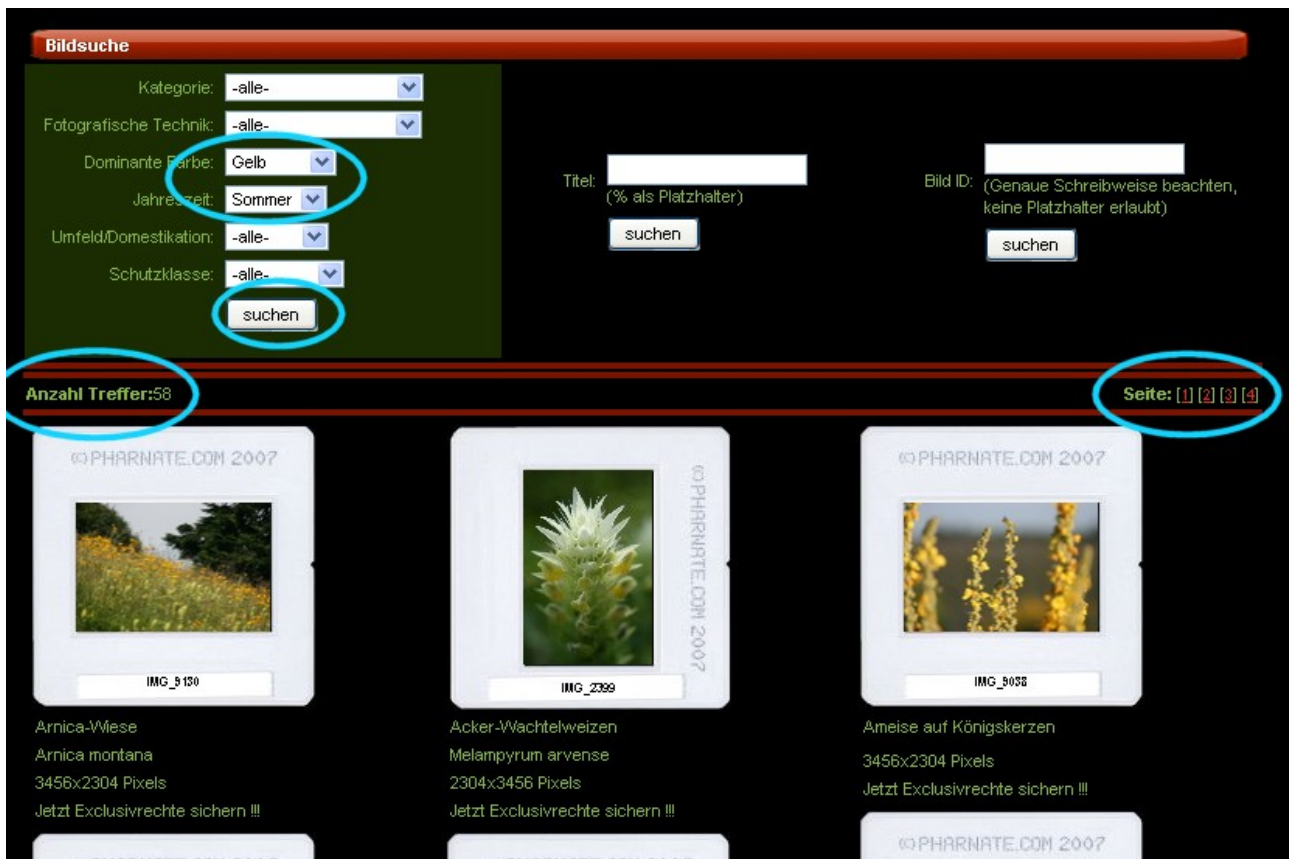 Bildsuche
Kategorie: -alle-
Fotografische Technik: -alle-
Dominante Farbe: Gelb
Jahreszeit: Sommer
Umfeld/Domestikation: -alle-
Schutzklasse: -alle-
suchen
Titel:
(% als Platzhalter)
suchen
Bild ID:
(Genaue Schreibweise beachten,
keine Platzhalter erlaubt)
suchen
Anzahl Treffer:58
Seite: [1] [2] [3] [4]
©PHARNATE.COM 2007
IMG_9130
Arnica-Wiese
Arnica montana
3456x2304 Pixels
Jetzt Exclusivrechte sichern !!!
©PHARNATE.COM 2007
IMG_2399
Acker-Wachtelweizen
Melampyrum arvense
2304x3456 Pixels
Jetzt Exclusivrechte sichern !!!
©PHARNATE.COM 2007
IMG_9038
Ameise auf Königskerzen
3456x2304 Pixels
Jetzt Exclusivrechte sichern !!!
©PHARNATE.COM 2007